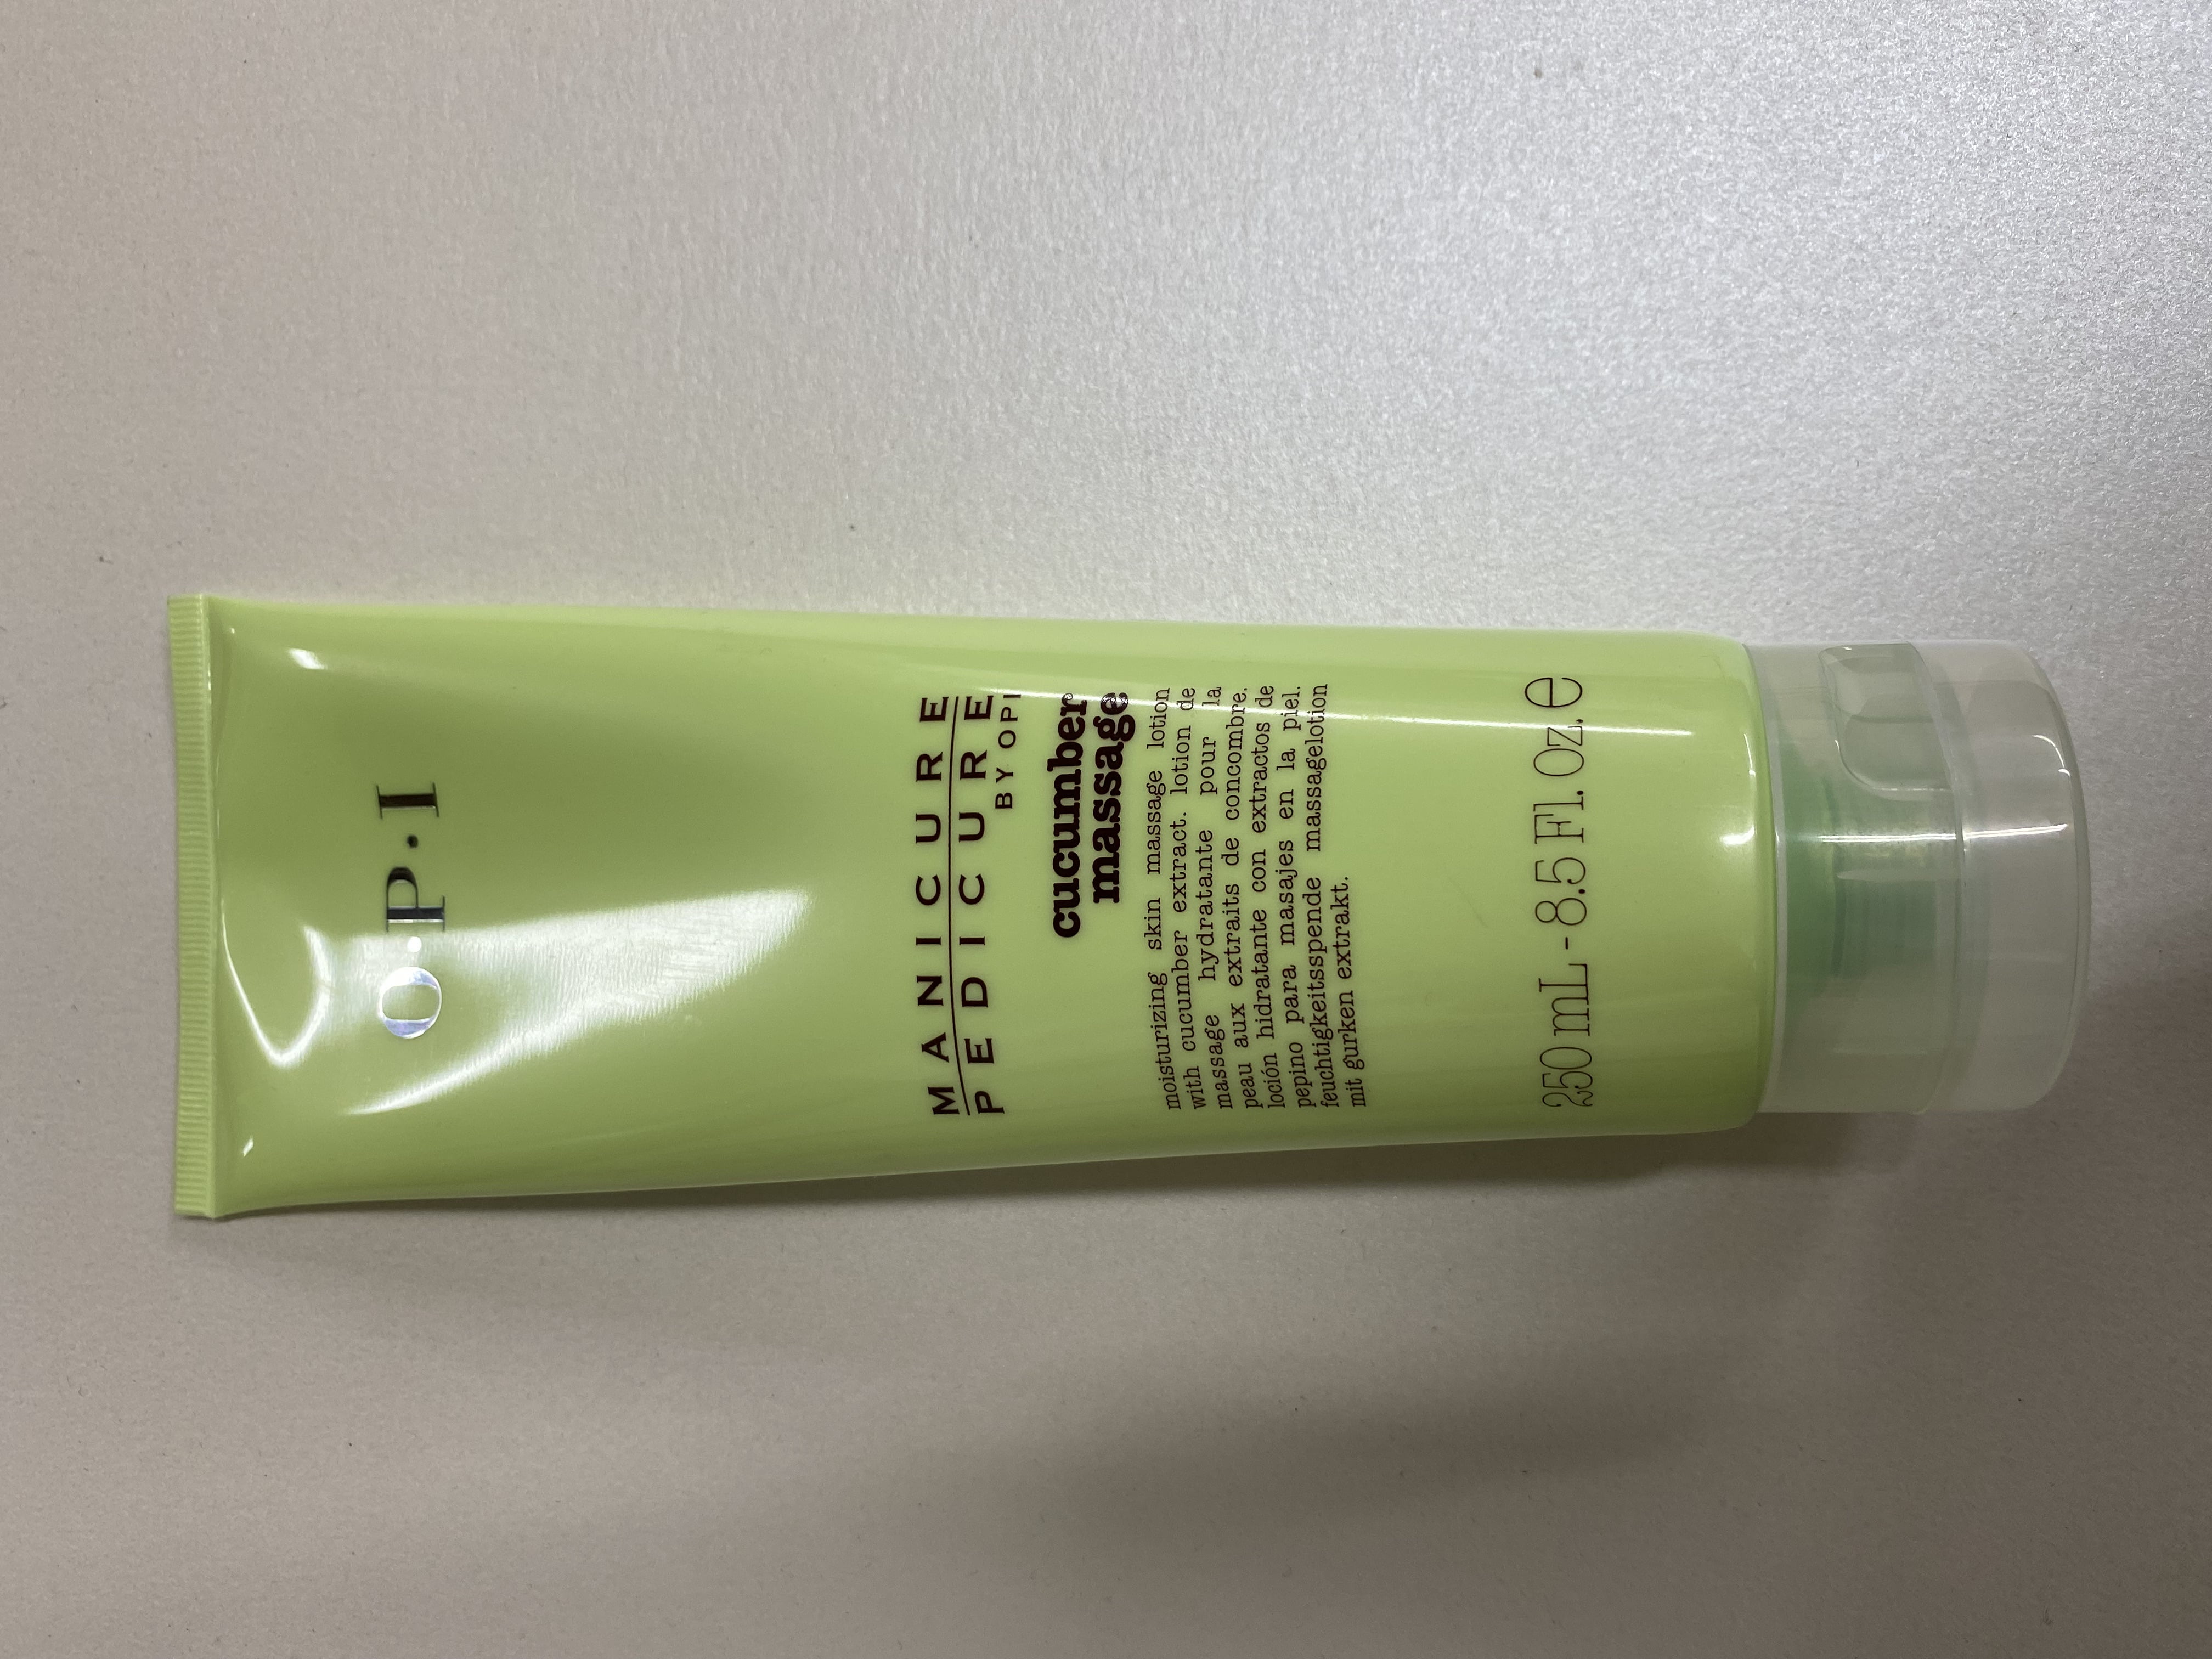 O·P·I
MANICURE
PEDICURE
BY OPI
cucumber
massage
moisturizing skin massage lotion
with cucumber extract. lotion de
massage hydratante pour la
peau aux extraits de concombre.
loción hidratante con extractos de
pepino para masajes en la piel.
feuchtigkeitsspende massagelotion
mit gurken extrakt.
250 mL - 8.5 Fl. Oz. e